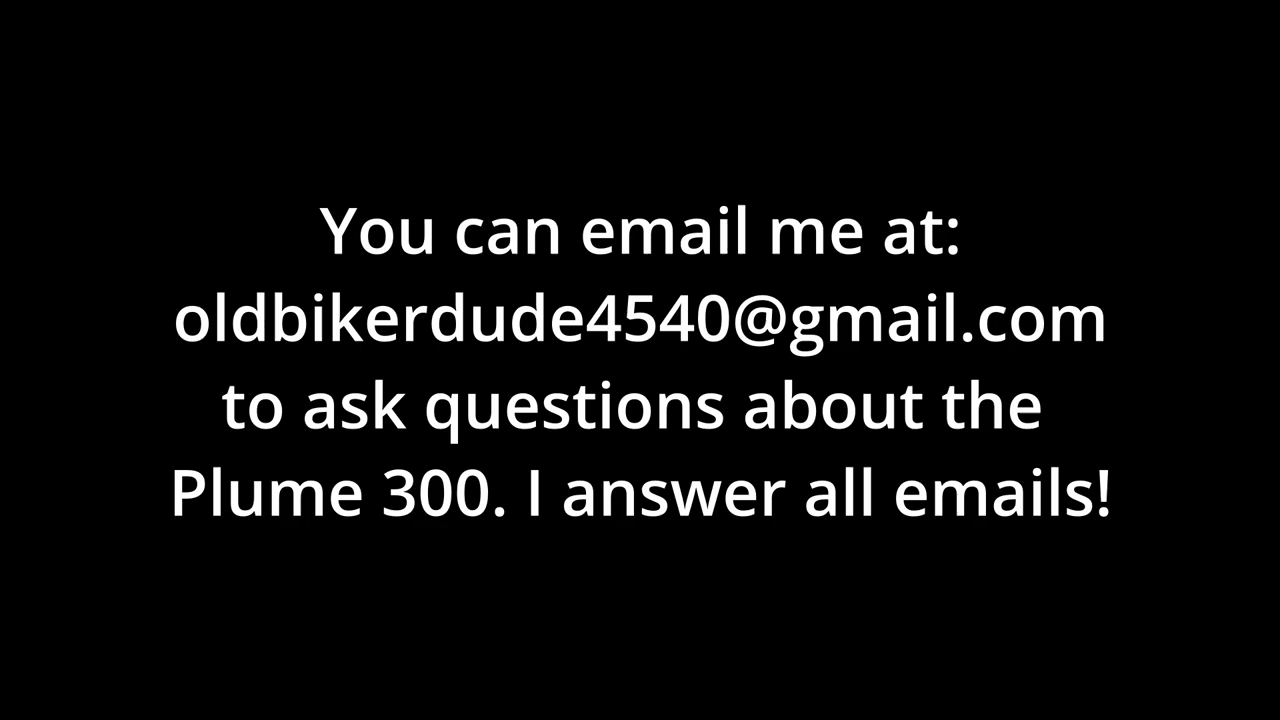 You can email me at:
oldbikerdude4540@gmail.com
to ask questions about the
Plume 300. I answer all emails!